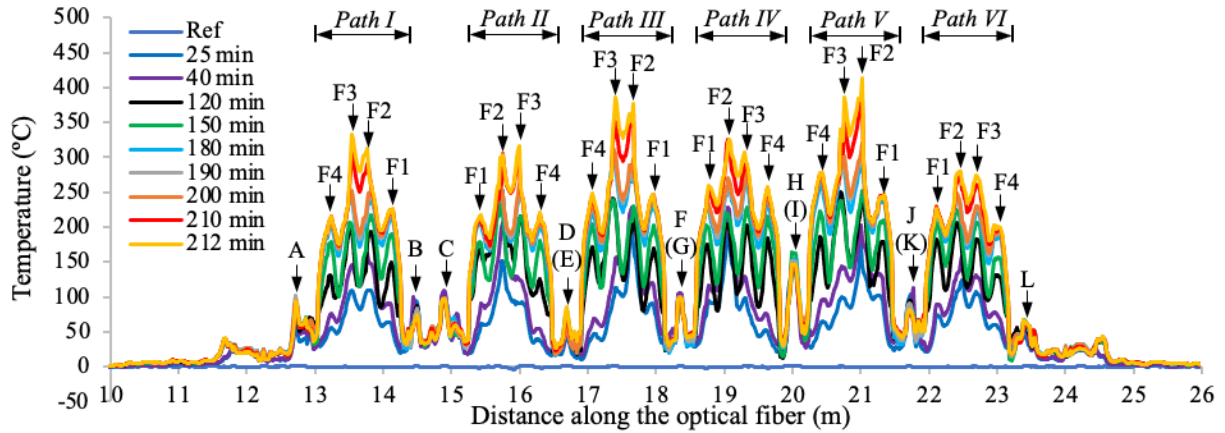 Path I Path II Path III Path IV Path V Path VI
500
450
400
350
300
250
200
150
100
50
0
-50
Temperature (ºC)
Ref
25 min
40 min
120 min
150 min
180 min
190 min
200 min
210 min
212 min
A
F4 F3 F2 F1
B
C
F1 F2 F3 F4
D
(E)
F4 F3 F2 F1
F
(G)
F1 F2 F3 F4
H
(I)
F4 F3 F2 F1
J
(K)
F1 F2 F3 F4
L
10 11 12 13 14 15 16 17 18 19 20 21 22 23 24 25 26
Distance along the optical fiber (m)